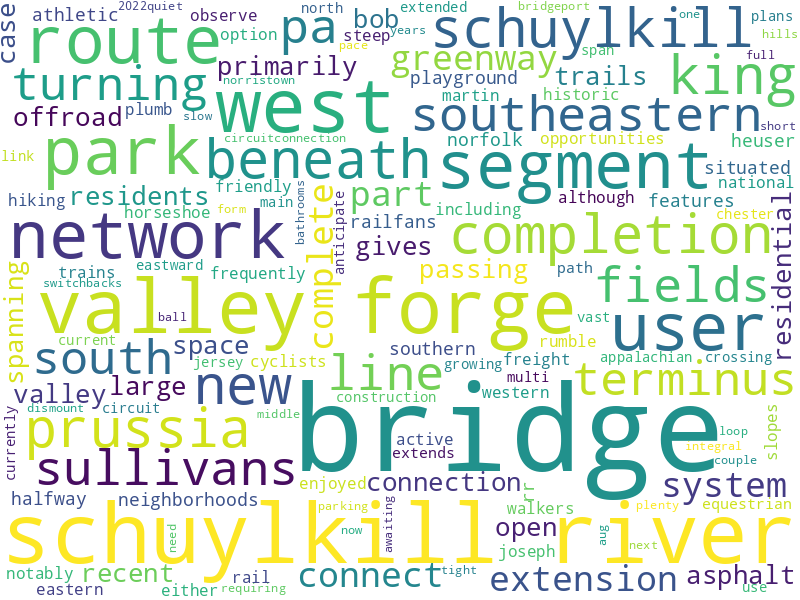 case
athletic
2022quiet
observe
north
extended
bridgeport
one
plans
hills
route
option
pa
bob
steep
years
schuylkill
span
full
turning
primarily
pace
greenway
trails
king
norristown
playground
offroad
plumb
slow
west
martin
historic
southeastern
short
link
park
circuitconnection
beneath
norfolk
opportunities
heuser
segment
situated
national
hiking
residents
friendly
main
part
although
features
horseshoe
form
bathrooms
railfans
including
chester
network
complete
anticipate
gives
completion
residential
trains
eastward
frequently
passing
path
spanning
switchbacks
valley forge
vast
fields
ball
user
current
south
space
jersey
cyclists
southern
growing
freight
rumble
appalachian
crossing
valley
large
new
line
multi
western
terminus
dismount
circuit
construction
slopes
currently
prussia
middle
bridge
active
extends
loop
integral
couple
sullivans
enjoyed
connection
rr
system
halfway
neighborhoods
parking
walkers
plenty
equestrian
schuylkill river
need
now
awaiting
open
aug
joseph
next
notably
recent
either
rail
connect
tight
extension
asphalt
eastern
requiring
use